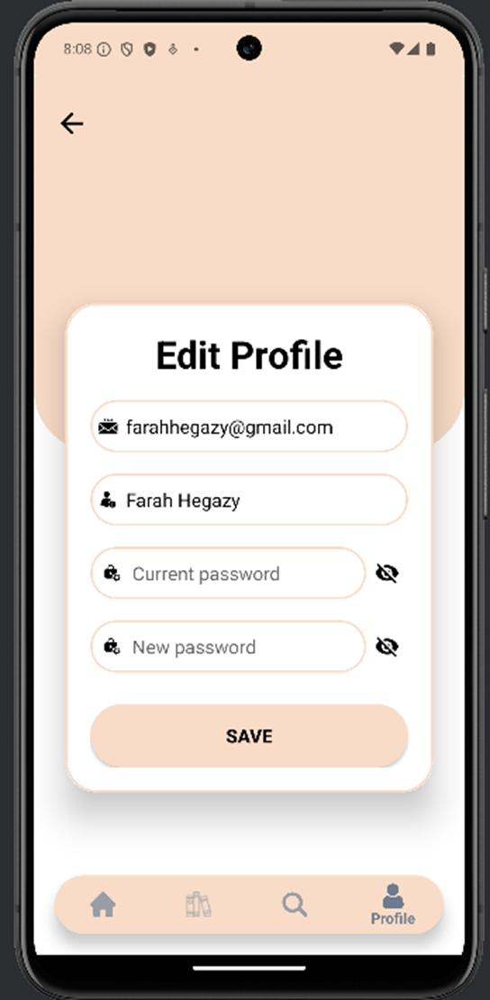 8:08
Edit Profile
farahhegazy@gmail.com
Farah Hegazy
Current password
New password
SAVE
Profile